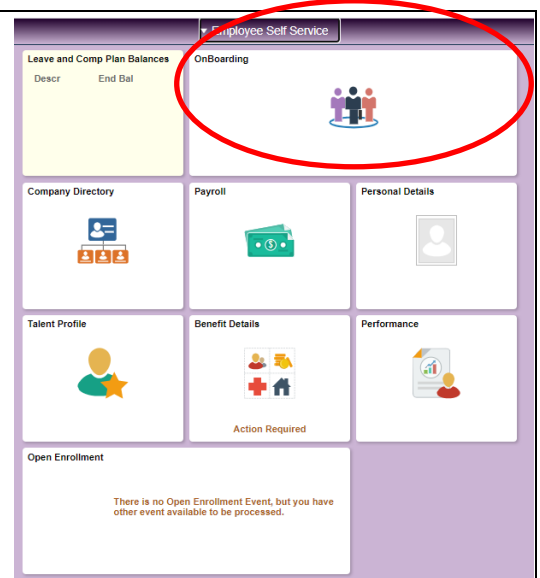 Employee Self Service
Leave and Comp Plan Balances
OnBoarding
Descr End Bal
Company Directory
Payroll
Personal Details
Talent Profile
Benefit Details
Performance
Action Required
Open Enrollment
There is no Open Enrollment Event, but you have
other event available to be processed.